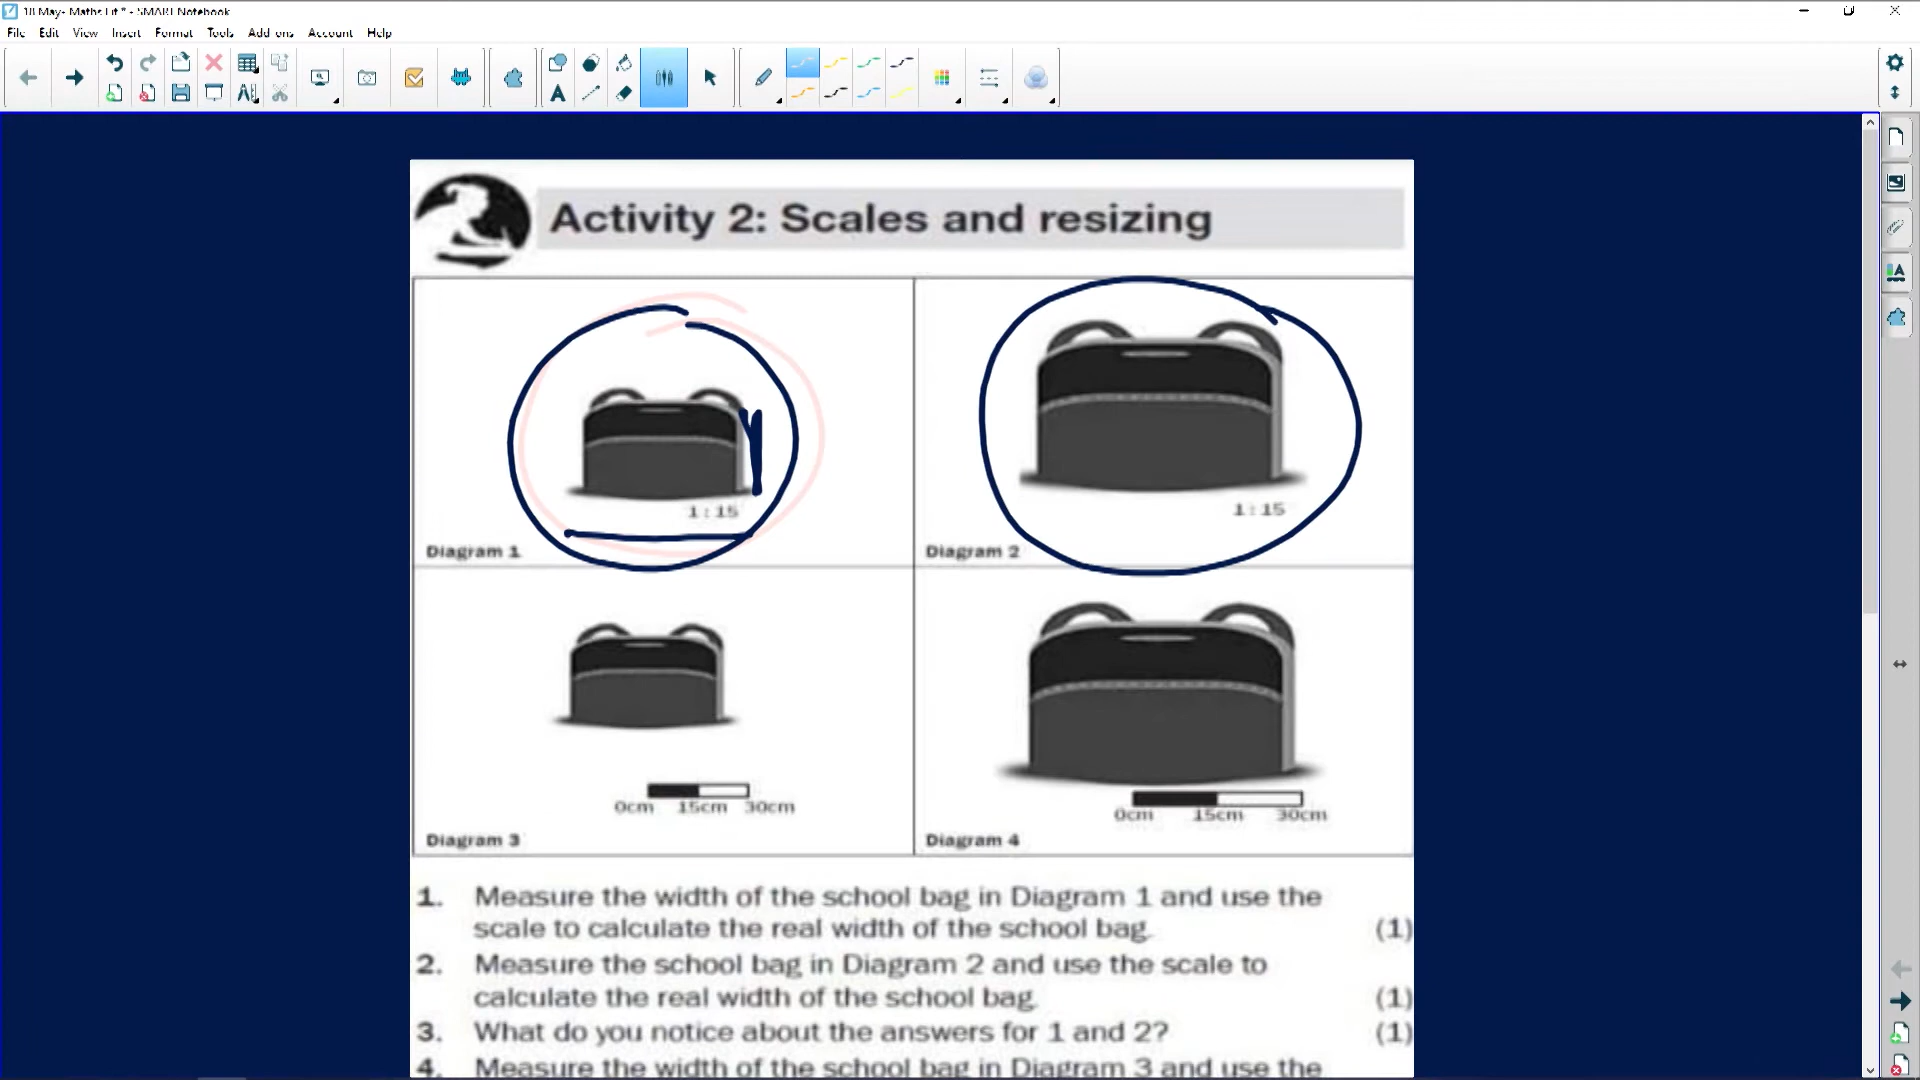 18 May- Maths Lit * - SMART Notebook
File Edit View Insert Format Tools Add-ons Account Help
Activity 2: Scales and resizing
1 : 15
Diagram 1
1 : 15
Diagram 2
0cm 15cm 30cm
Diagram 3
0cm 15cm 30cm
Diagram 4
1. Measure the width of the school bag in Diagram 1 and use the
scale to calculate the real width of the school bag. (1)
2. Measure the school bag in Diagram 2 and use the scale to
calculate the real width of the school bag. (1)
3. What do you notice about the answers for 1 and 2? (1)
4. Measure the width of the school bag in Diagram 3 and use the